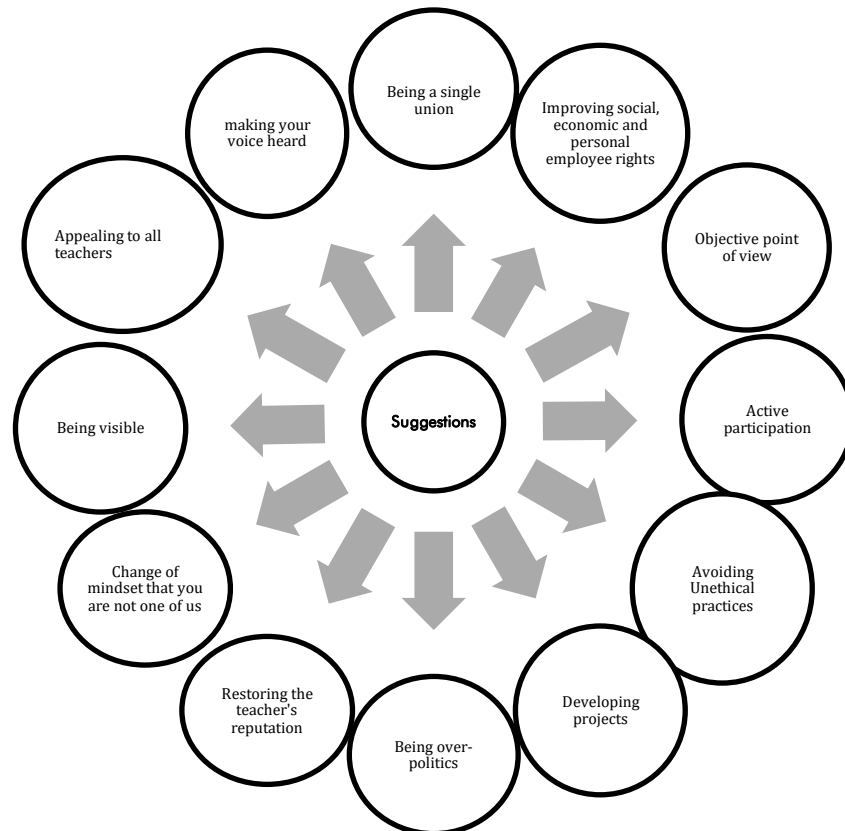 Being a single
union
Improving social,
economic and
personal
employee rights
Objective point
of view
Active
participation
Avoiding
Unethical
practices
Developing
projects
Being over-
politics
Restoring the
teacher's
reputation
Change of
mindset that you
are not one of us
Being visible
Appealing to all
teachers
making your
voice heard
Suggestions